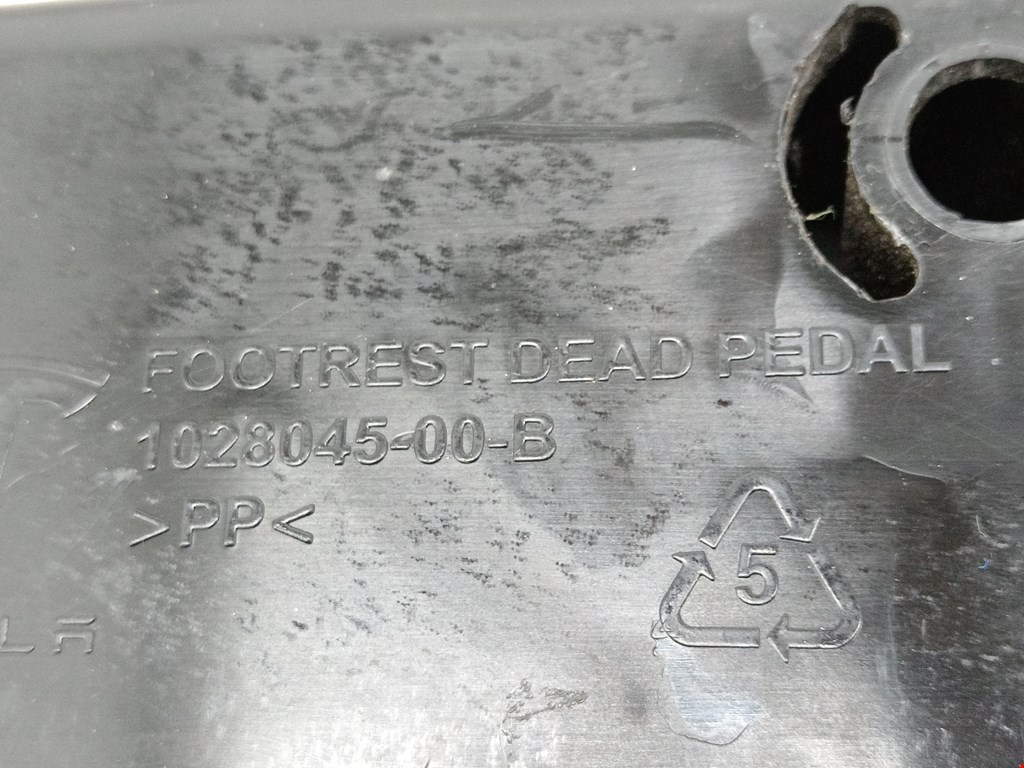 FOOTREST DEAD PEDAL
1028045-00-B
>PP<
5